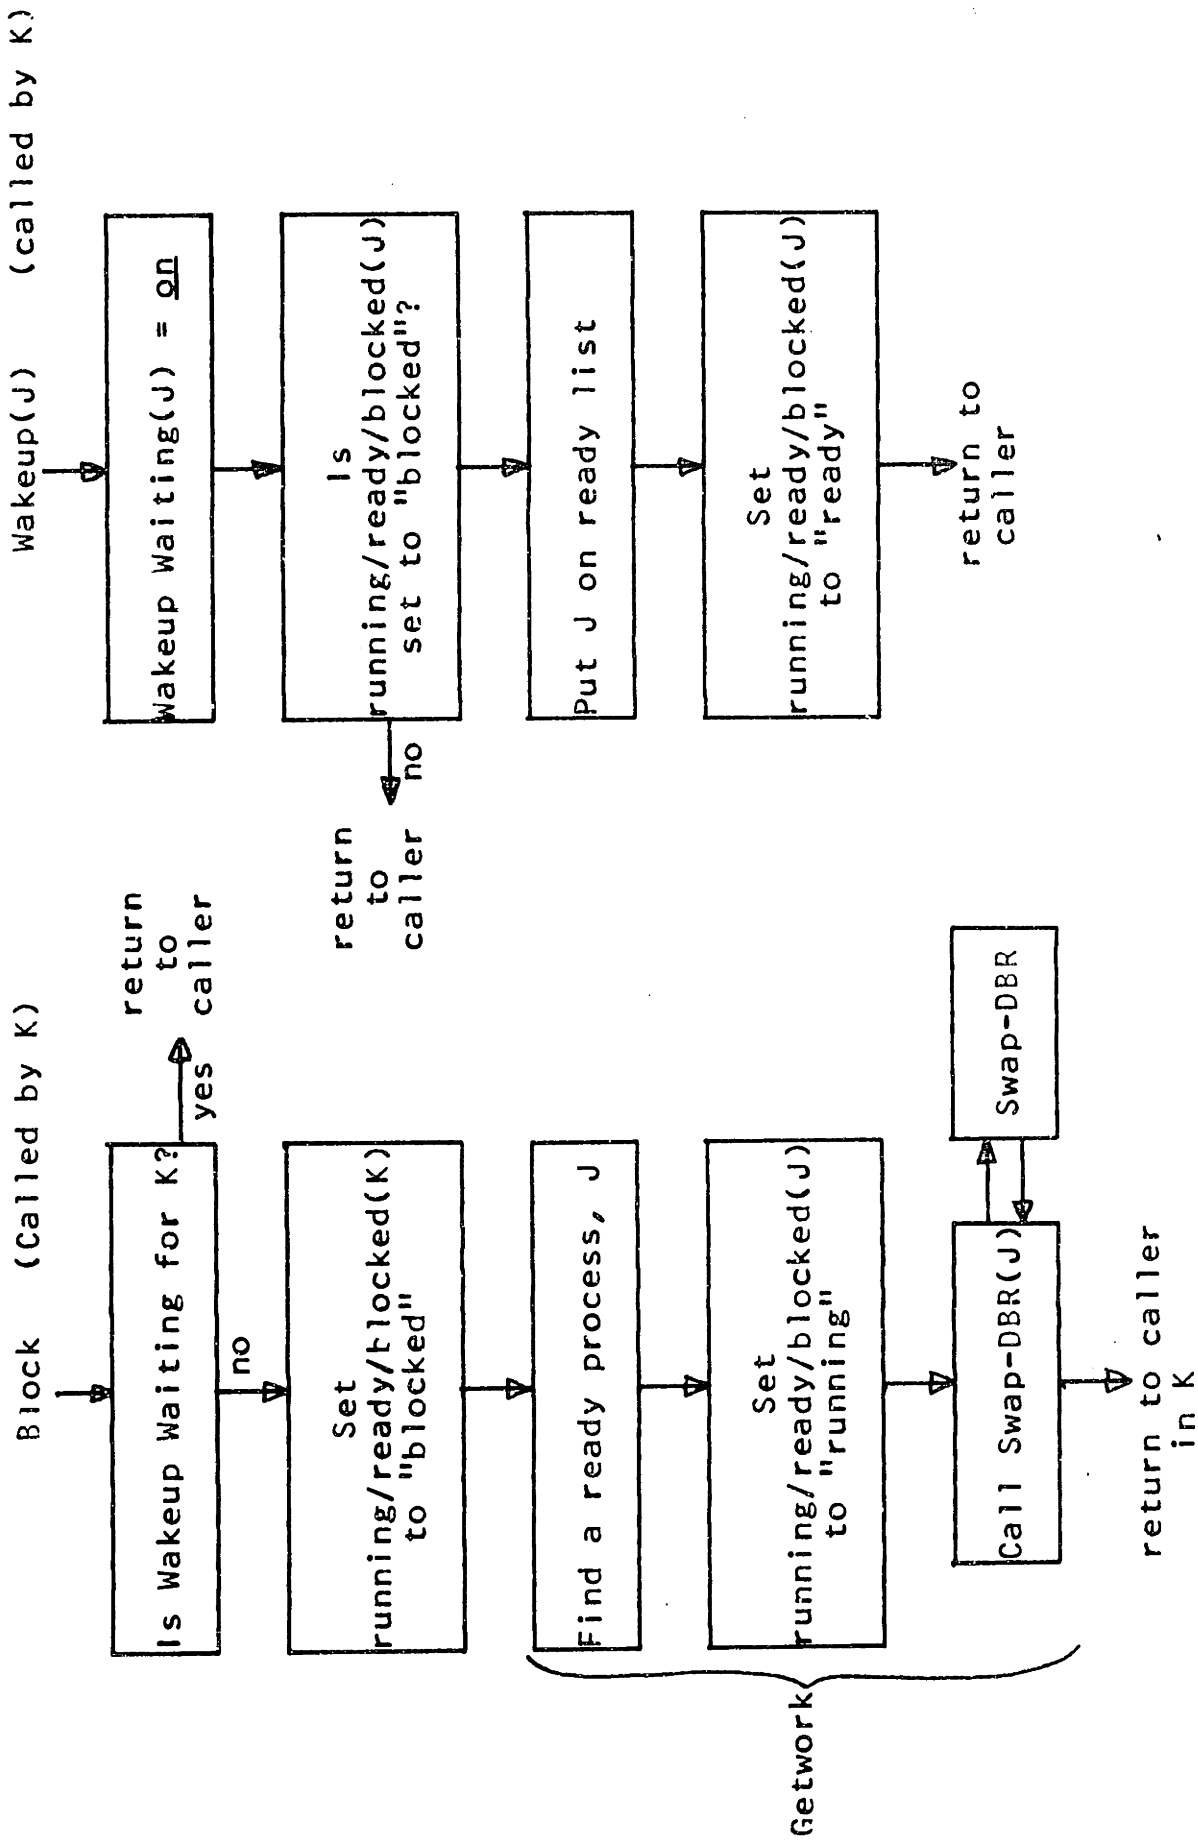 Block (Called by K)
Is Wakeup Waiting for K?
yes
return
to
caller
no
Set
running/ready/blocked(K)
to "blocked"
Find a ready process, J
Set
running/ready/blocked(J)
to "running"
Call Swap-DBR(J)
Swap-DBR
return to caller
in K
Getwork
Wakeup(J) (called by K)
Wakeup Waiting(J) = on
Is
running/ready/blocked(J)
set to "blocked"?
no
return
to
caller
Put J on ready list
Set
running/ready/blocked(J)
to "ready"
return to
caller